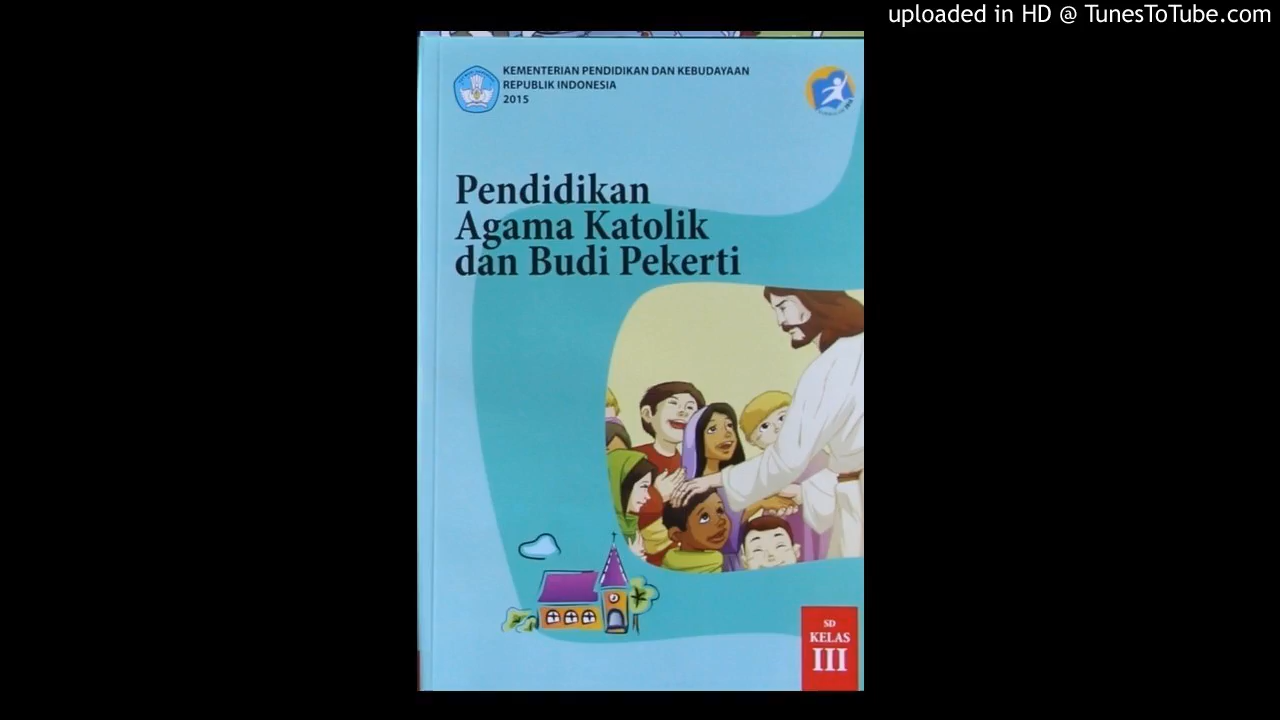 uploaded in HD @ TunesToTube.com
KEMENTERIAN PENDIDIKAN DAN KEBUDAYAAN
REPUBLIK INDONESIA
2015
Pendidikan
Agama Katolik
dan Budi Pekerti
SD
KELAS
III